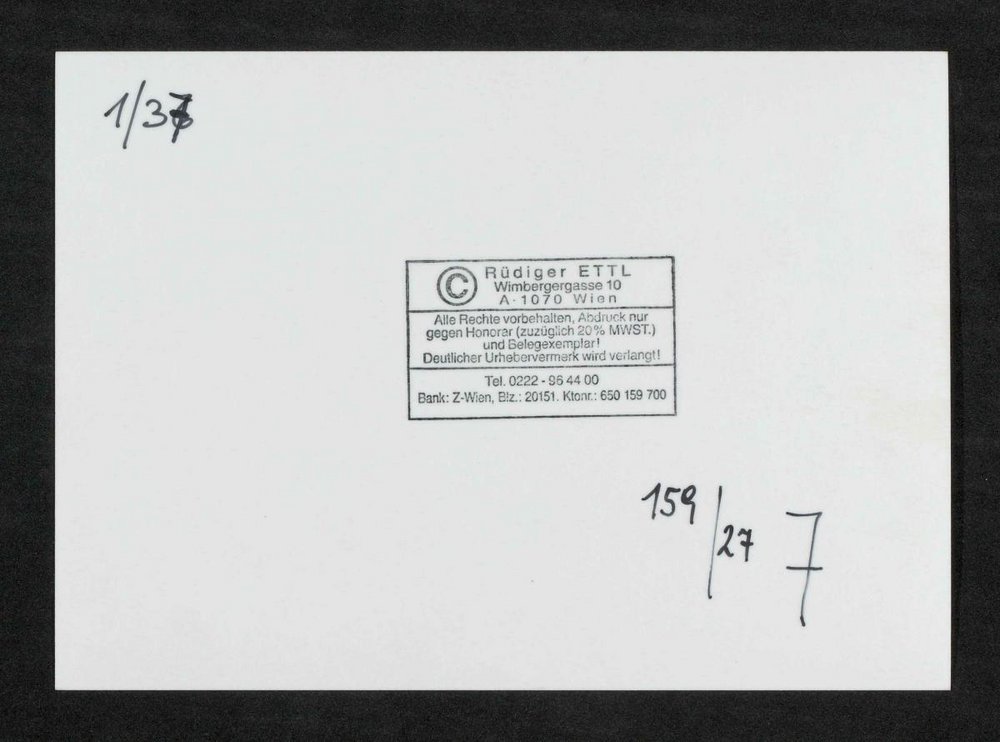 1/37
© Rüdiger ETTL
Wimbergergasse 10
A-1070 Wien
Alle Rechte vorbehalten, Abdruck nur
gegen Honorar (zuzüglich 20% MWST.)
und Belegexemplar!
Deutlicher Urhebervermerk wird verlangt!
Tel. 0222 - 96 44 00
Bank: Z-Wien, Blz.: 20151. Ktonr.: 650 159 700
159/27 7